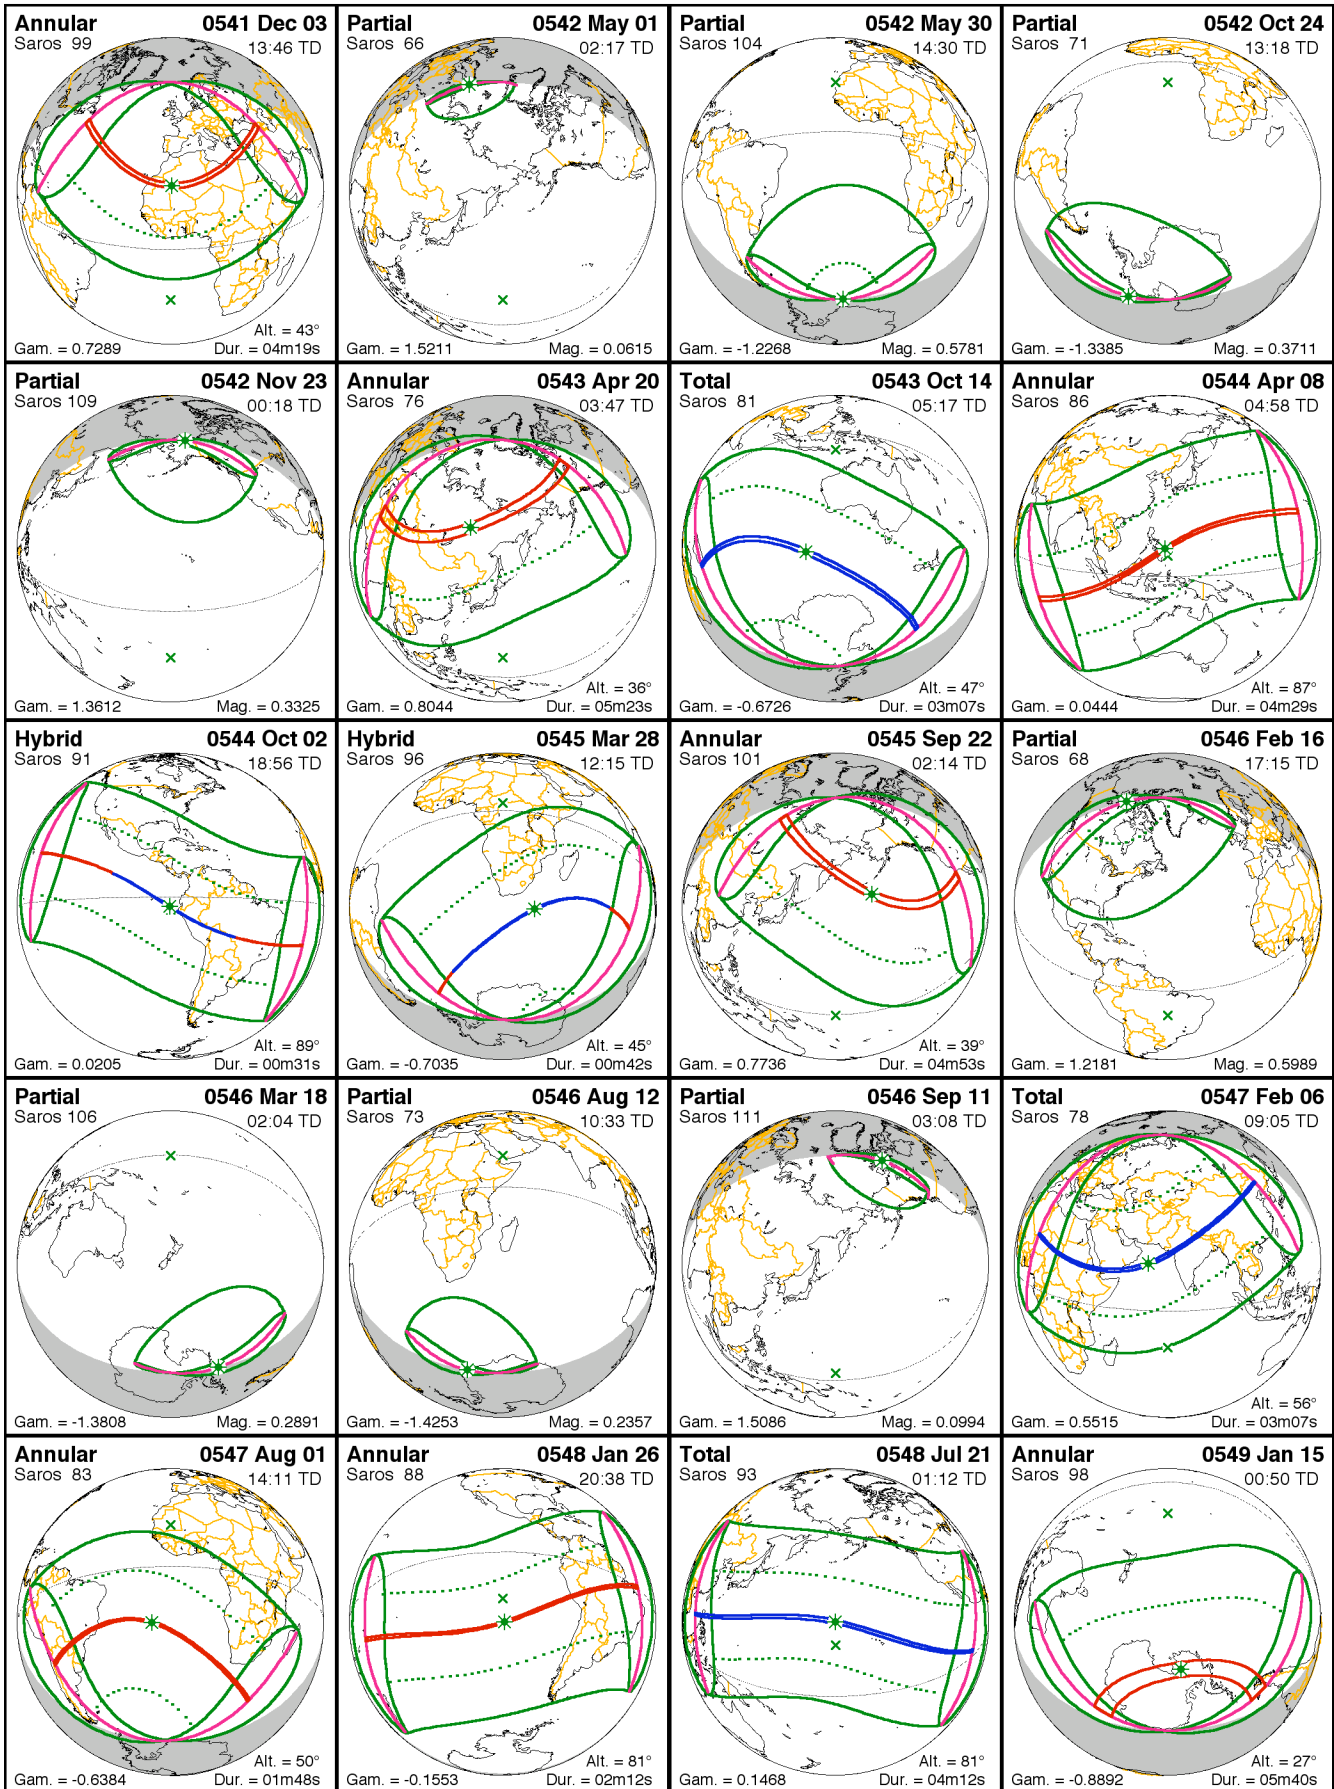 Annular 0541 Dec 03
Saros 99 13:46 TD
Alt. = 43°
Gam. = 0.7289 Dur. = 04m19s
Partial 0542 May 01
Saros 66 02:17 TD
Gam. = 1.5211 Mag. = 0.0615
Partial 0542 May 30
Saros 104 14:30 TD
Gam. = -1.2268 Mag. = 0.5781
Partial 0542 Oct 24
Saros 71 13:18 TD
Gam. = -1.3385 Mag. = 0.3711
Partial 0542 Nov 23
Saros 109 00:18 TD
Gam. = 1.3612 Mag. = 0.3325
Annular 0543 Apr 20
Saros 76 03:47 TD
Alt. = 36°
Gam. = 0.8044 Dur. = 05m23s
Total 0543 Oct 14
Saros 81 05:17 TD
Alt. = 47°
Gam. = -0.6726 Dur. = 03m07s
Annular 0544 Apr 08
Saros 86 04:58 TD
Alt. = 87°
Gam. = 0.0444 Dur. = 04m29s
Hybrid 0544 Oct 02
Saros 91 18:56 TD
Alt. = 89°
Gam. = 0.0205 Dur. = 00m31s
Hybrid 0545 Mar 28
Saros 96 12:15 TD
Alt. = 45°
Gam. = -0.7035 Dur. = 00m42s
Annular 0545 Sep 22
Saros 101 02:14 TD
Alt. = 39°
Gam. = 0.7736 Dur. = 04m53s
Partial 0546 Feb 16
Saros 68 17:15 TD
Gam. = 1.2181 Mag. = 0.5989
Partial 0546 Mar 18
Saros 106 02:04 TD
Gam. = -1.3808 Mag. = 0.2891
Partial 0546 Aug 12
Saros 73 10:33 TD
Gam. = -1.4253 Mag. = 0.2357
Partial 0546 Sep 11
Saros 111 03:08 TD
Gam. = 1.5086 Mag. = 0.0994
Total 0547 Feb 06
Saros 78 09:05 TD
Alt. = 56°
Gam. = 0.5515 Dur. = 03m07s
Annular 0547 Aug 01
Saros 83 14:11 TD
Alt. = 50°
Gam. = -0.6384 Dur. = 01m48s
Annular 0548 Jan 26
Saros 88 20:38 TD
Alt. = 81°
Gam. = -0.1553 Dur. = 02m12s
Total 0548 Jul 21
Saros 93 01:12 TD
Alt. = 81°
Gam. = 0.1468 Dur. = 04m12s
Annular 0549 Jan 15
Saros 98 00:50 TD
Alt. = 27°
Gam. = -0.8892 Dur. = 05m20s